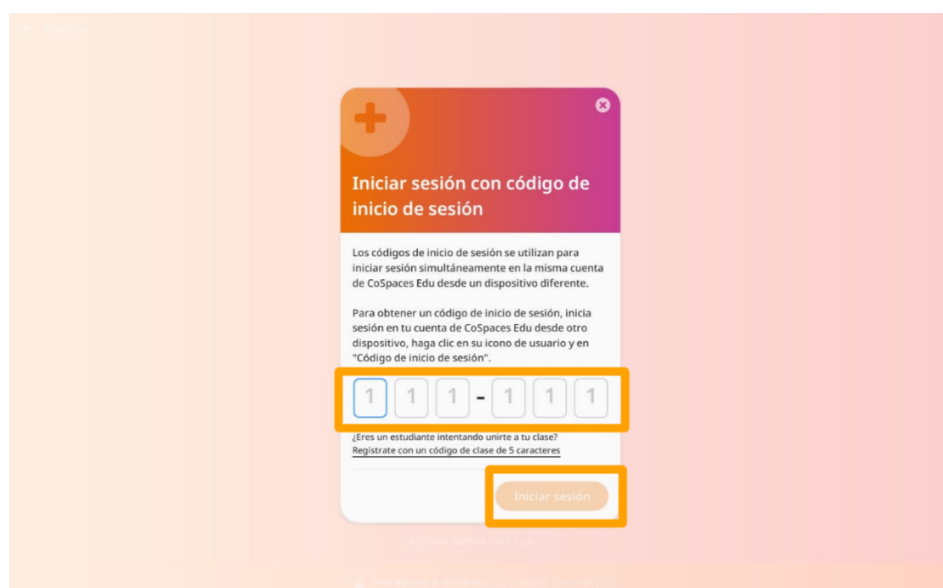 Iniciar sesión con código de
inicio de sesión
Los códigos de inicio de sesión se utilizan para
iniciar sesión simultáneamente en la misma cuenta
de CoSpaces Edu desde un dispositivo diferente.
Para obtener un código de inicio de sesión, inicia
sesión en tu cuenta de CoSpaces Edu desde otro
dispositivo, haga clic en su icono de usuario y en
"Código de inicio de sesión".
1 1 1 - 1 1 1
¿Eres un estudiante intentando unirte a tu clase?
Regístrate con un código de clase de 5 caracteres
Iniciar sesión